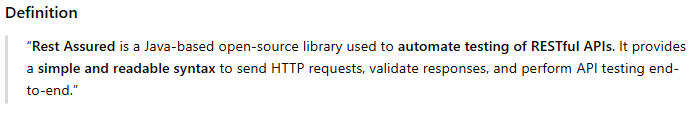 Definition
“Rest Assured is a Java-based open-source library used to automate testing of RESTful APIs. It provides
a simple and readable syntax to send HTTP requests, validate responses, and perform API testing end-
to-end.”